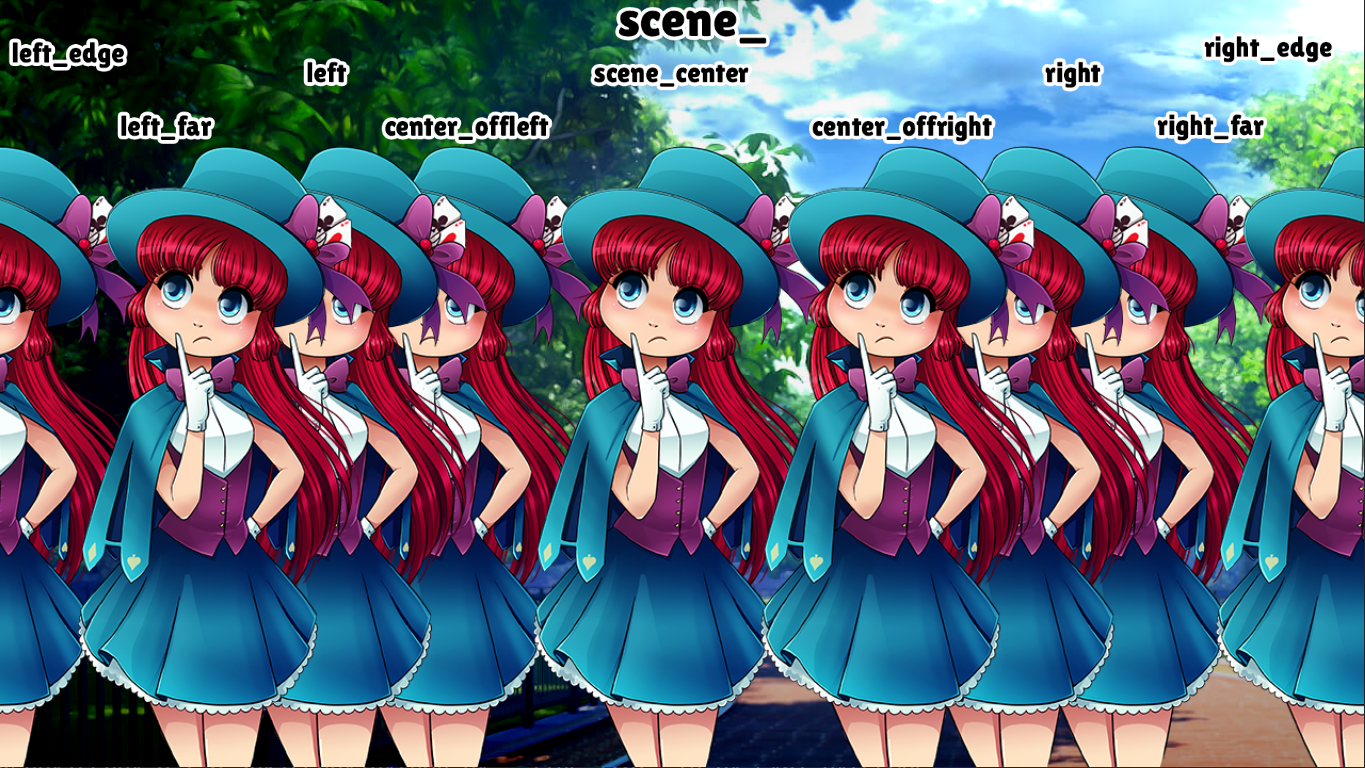 scene_
left_edge
left
scene_center
right
right_edge
left_far
center_offleft
center_offright
right_far